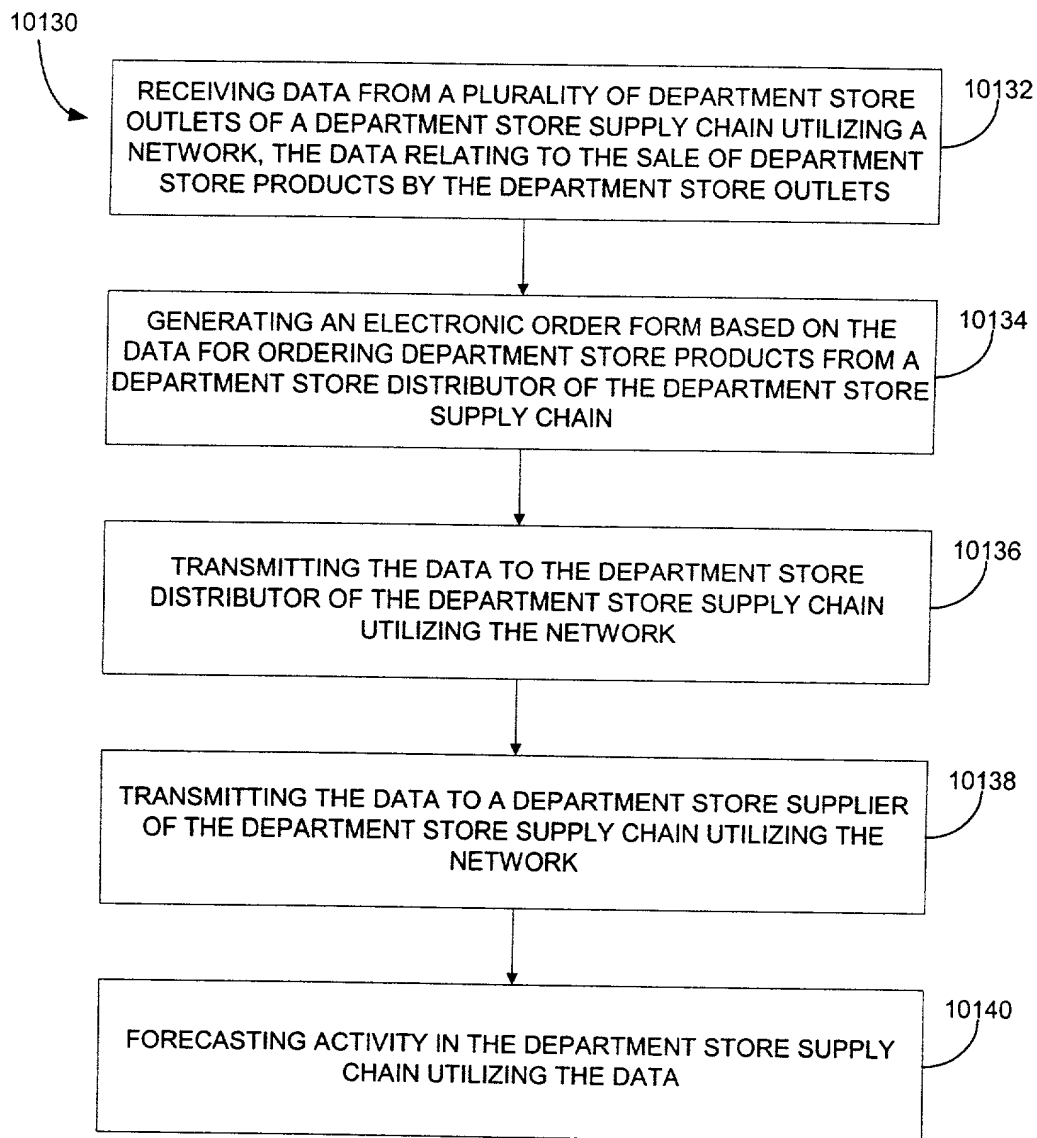 10130
RECEIVING DATA FROM A PLURALITY OF DEPARTMENT STORE
OUTLETS OF A DEPARTMENT STORE SUPPLY CHAIN UTILIZING A
NETWORK, THE DATA RELATING TO THE SALE OF DEPARTMENT
STORE PRODUCTS BY THE DEPARTMENT STORE OUTLETS
10132
GENERATING AN ELECTRONIC ORDER FORM BASED ON THE
DATA FOR ORDERING DEPARTMENT STORE PRODUCTS FROM A
DEPARTMENT STORE DISTRIBUTOR OF THE DEPARTMENT STORE
SUPPLY CHAIN
10134
TRANSMITTING THE DATA TO THE DEPARTMENT STORE
DISTRIBUTOR OF THE DEPARTMENT STORE SUPPLY CHAIN
UTILIZING THE NETWORK
10136
TRANSMITTING THE DATA TO A DEPARTMENT STORE SUPPLIER
OF THE DEPARTMENT STORE SUPPLY CHAIN UTILIZING THE
NETWORK
10138
FORECASTING ACTIVITY IN THE DEPARTMENT STORE SUPPLY
CHAIN UTILIZING THE DATA
10140